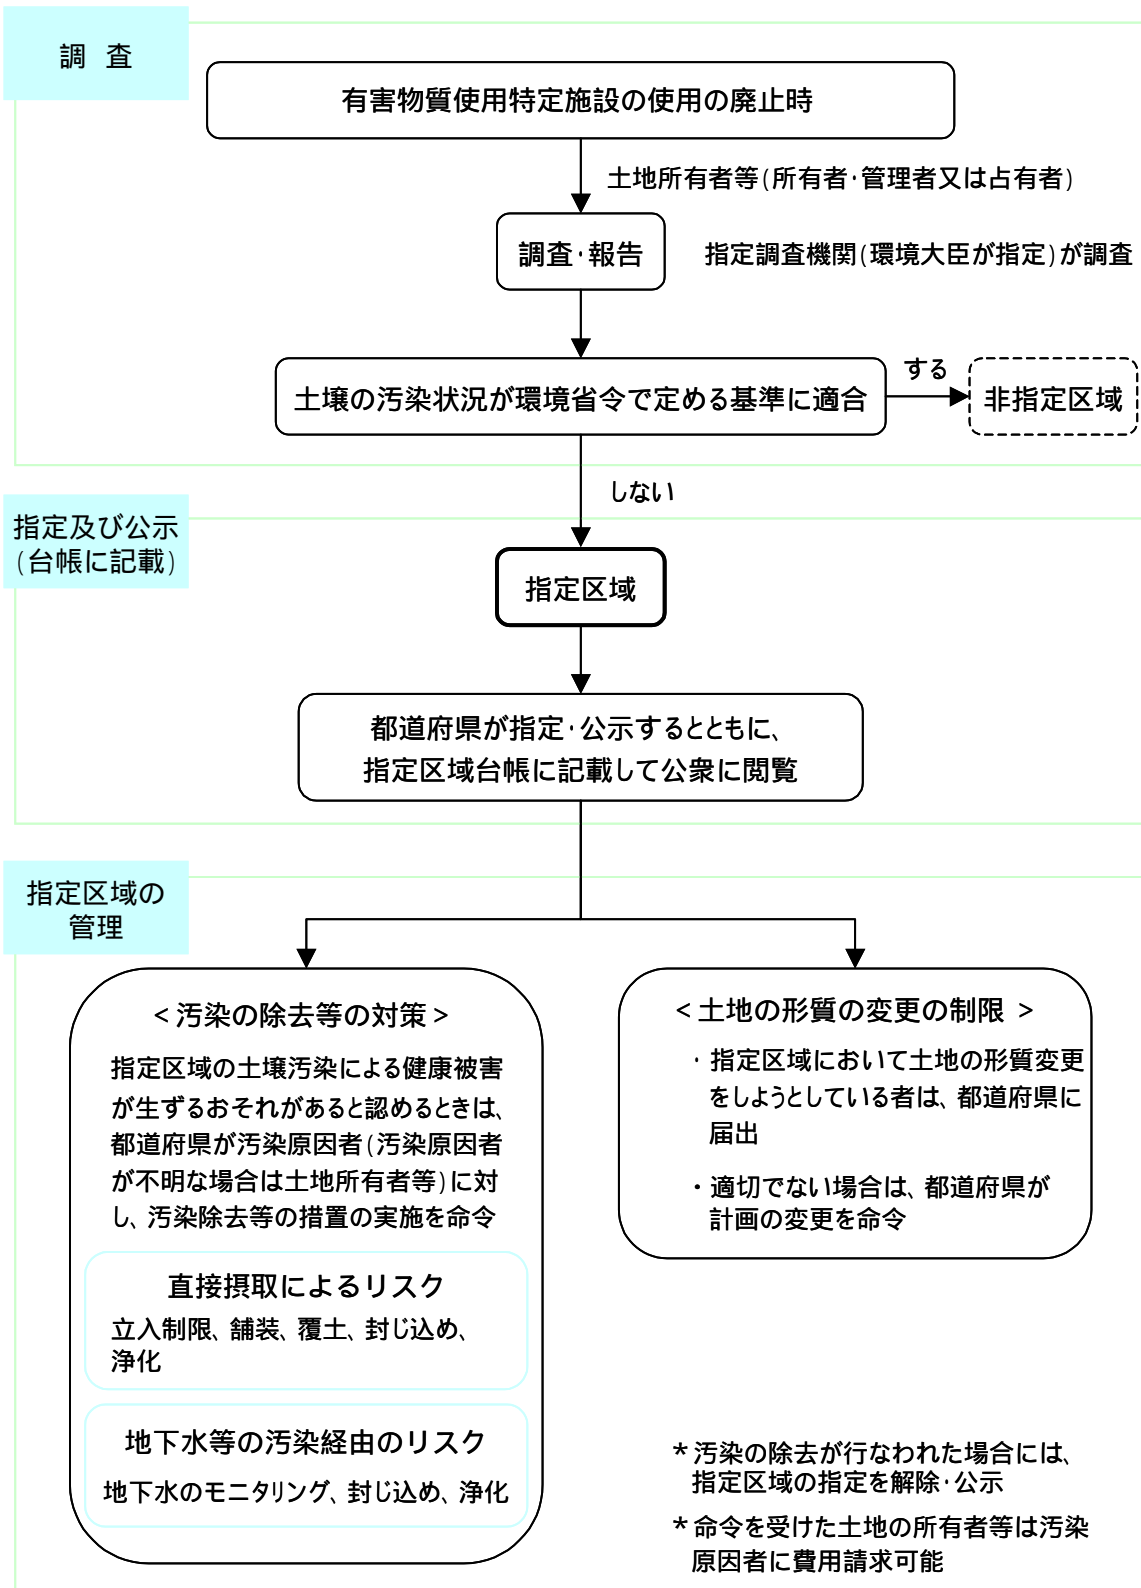 調 査
有害物質使用特定施設の使用の廃止時
土地所有者等(所有者・管理者又は占有者)
調査・報告
指定調査機関(環境大臣が指定)が調査
土壌の汚染状況が環境省令で定める基準に適合
する
非指定区域
しない
指定及び公示
(台帳に記載)
指定区域
都道府県が指定・公示するとともに、
指定区域台帳に記載して公衆に閲覧
指定区域の
管理
<汚染の除去等の対策>
指定区域の土壌汚染による健康被害
が生ずるおそれがあると認めるときは、
都道府県が汚染原因者(汚染原因者
が不明な場合は土地所有者等)に対
し、汚染除去等の措置の実施を命令
直接摂取によるリスク
立入制限、舗装、覆土、封じ込め、
浄化
地下水等の汚染経由のリスク
地下水のモニタリング、封じ込め、浄化
<土地の形質の変更の制限 >
・指定区域において土地の形質変更
をしようとしている者は、都道府県に
届出
・適切でない場合は、都道府県が
計画の変更を命令
*汚染の除去が行なわれた場合には、
指定区域の指定を解除・公示
*命令を受けた土地の所有者等は汚染
原因者に費用請求可能